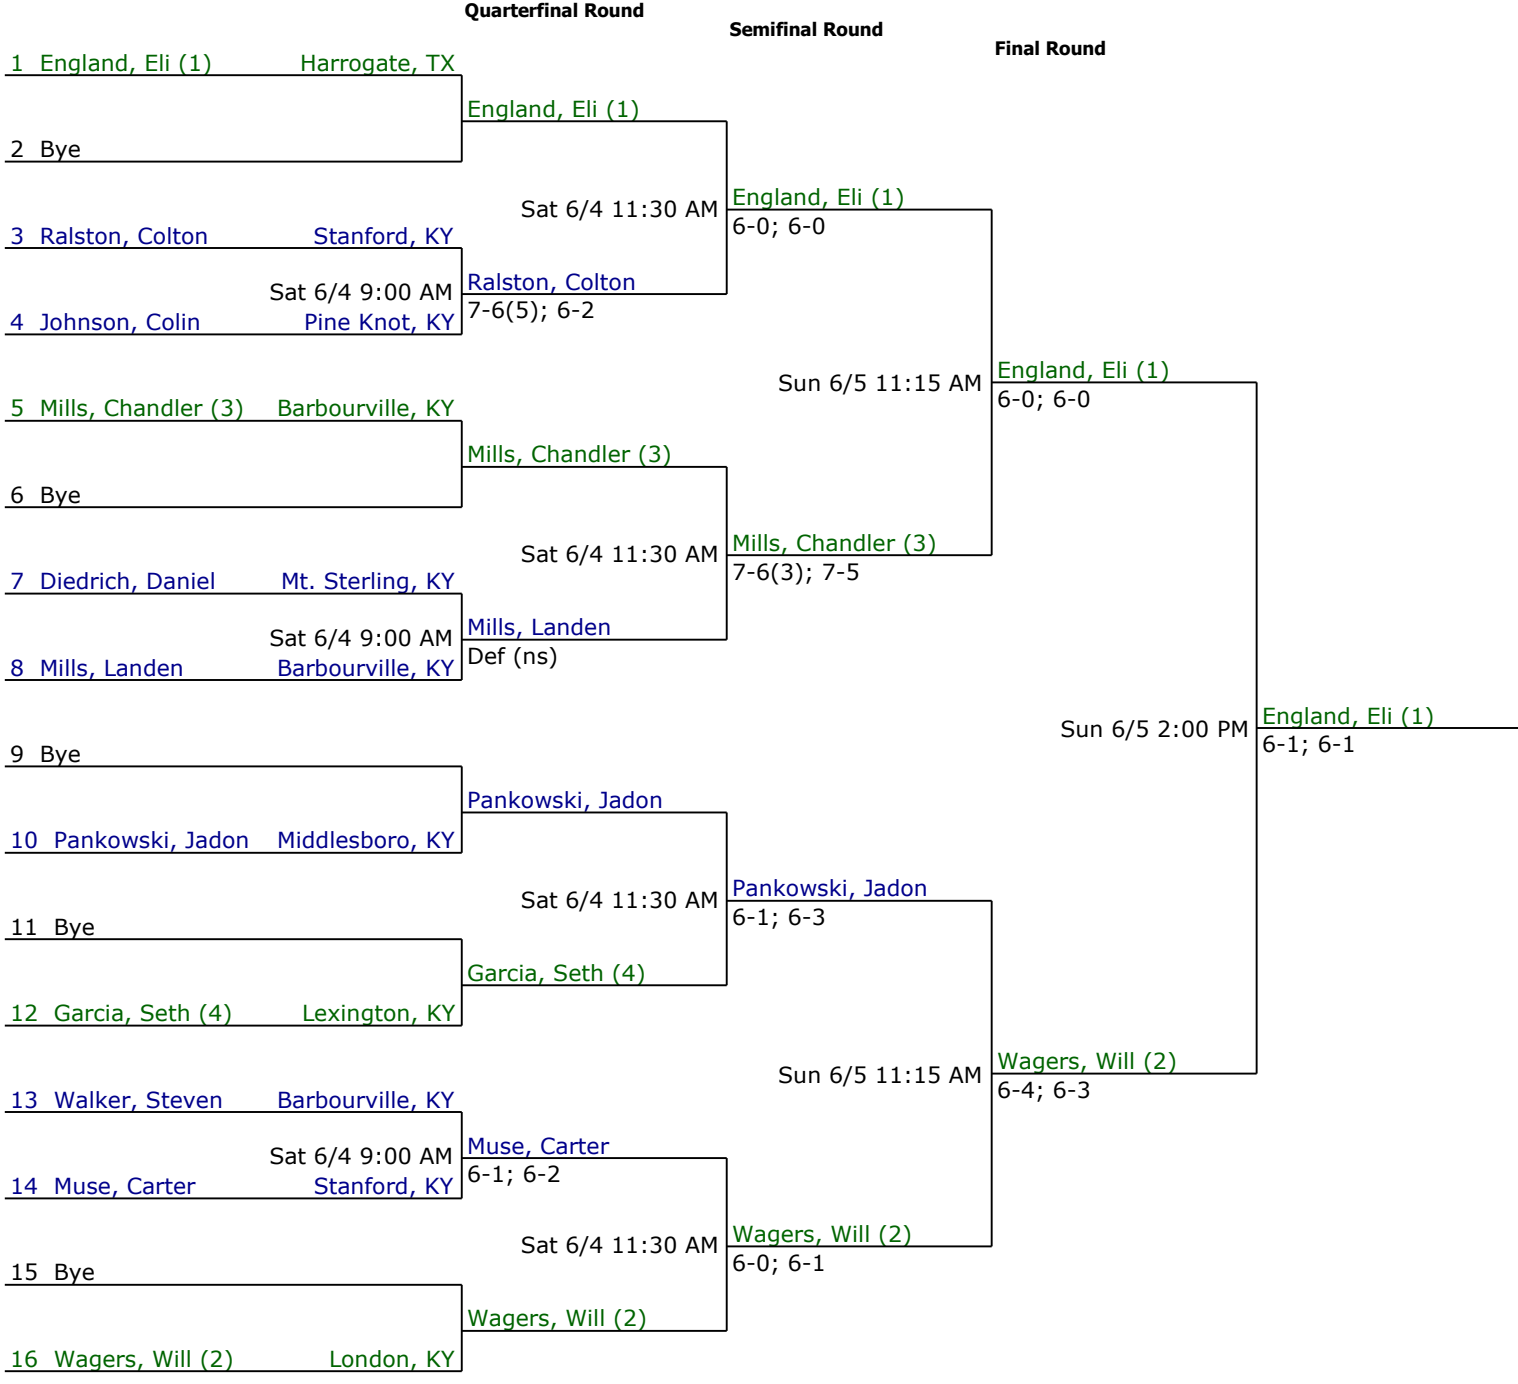 Quarterfinal Round
Semifinal Round
Final Round
1 England, Eli (1) Harrogate, TX
England, Eli (1)
2 Bye
Sat 6/4 11:30 AM
England, Eli (1)
6-0; 6-0
3 Ralston, Colton Stanford, KY
Sat 6/4 9:00 AM
Ralston, Colton
7-6(5); 6-2
4 Johnson, Colin Pine Knot, KY
Sun 6/5 11:15 AM
England, Eli (1)
6-0; 6-0
5 Mills, Chandler (3) Barbourville, KY
Mills, Chandler (3)
6 Bye
Sat 6/4 11:30 AM
Mills, Chandler (3)
7-6(3); 7-5
7 Diedrich, Daniel Mt. Sterling, KY
Sat 6/4 9:00 AM
Mills, Landen
Def (ns)
8 Mills, Landen Barbourville, KY
Sun 6/5 2:00 PM
England, Eli (1)
6-1; 6-1
9 Bye
Pankowski, Jadon
10 Pankowski, Jadon Middlesboro, KY
Sat 6/4 11:30 AM
Pankowski, Jadon
6-1; 6-3
11 Bye
Garcia, Seth (4)
12 Garcia, Seth (4) Lexington, KY
Sun 6/5 11:15 AM
Wagers, Will (2)
6-4; 6-3
13 Walker, Steven Barbourville, KY
Sat 6/4 9:00 AM
Muse, Carter
6-1; 6-2
14 Muse, Carter Stanford, KY
Sat 6/4 11:30 AM
Wagers, Will (2)
6-0; 6-1
15 Bye
Wagers, Will (2)
16 Wagers, Will (2) London, KY